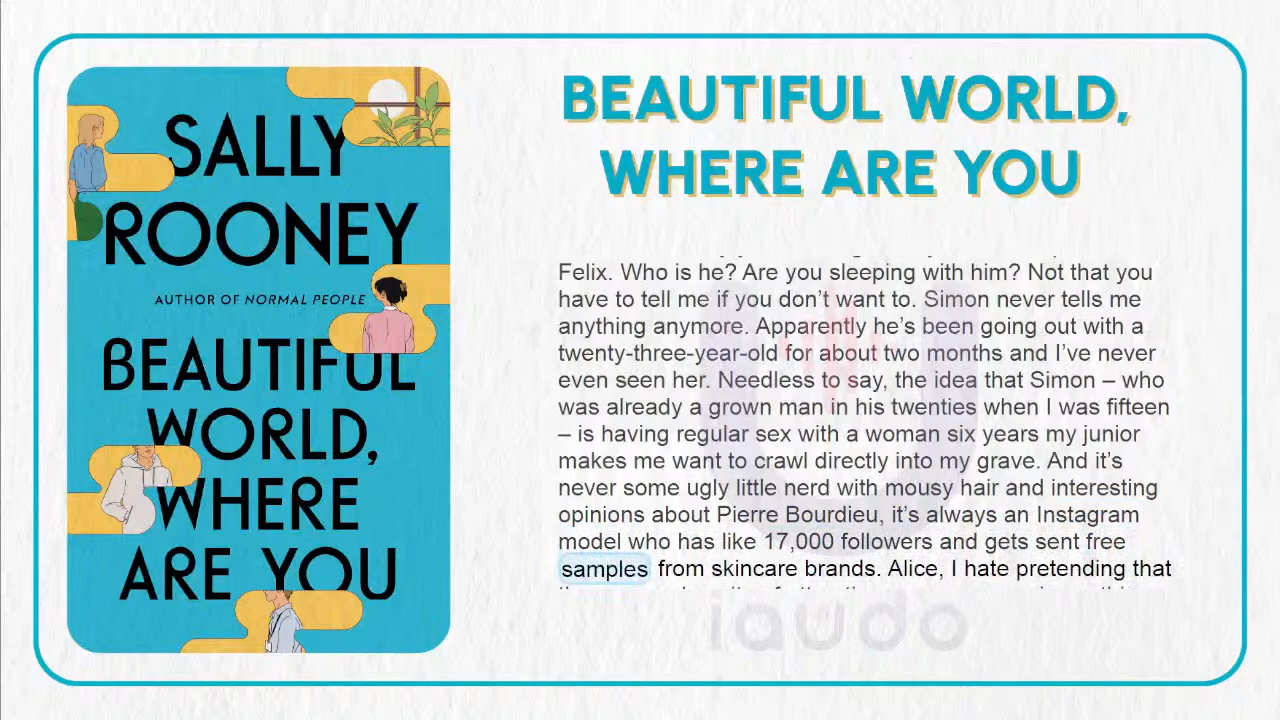 SALLY
ROONEY
AUTHOR OF NORMAL PEOPLE
BEAUTIFUL
WORLD,
WHERE
ARE YOU
BEAUTIFUL WORLD,
WHERE ARE YOU
Felix. Who is he? Are you sleeping with him? Not that you
have to tell me if you don’t want to. Simon never tells me
anything anymore. Apparently he’s been going out with a
twenty-three-year-old for about two months and I’ve never
even seen her. Needless to say, the idea that Simon – who
was already a grown man in his twenties when I was fifteen
– is having regular sex with a woman six years my junior
makes me want to crawl directly into my grave. And it’s
never some ugly little nerd with mousy hair and interesting
opinions about Pierre Bourdieu, it’s always an Instagram
model who has like 17,000 followers and gets sent free
samples from skincare brands. Alice, I hate pretending that
iaudo